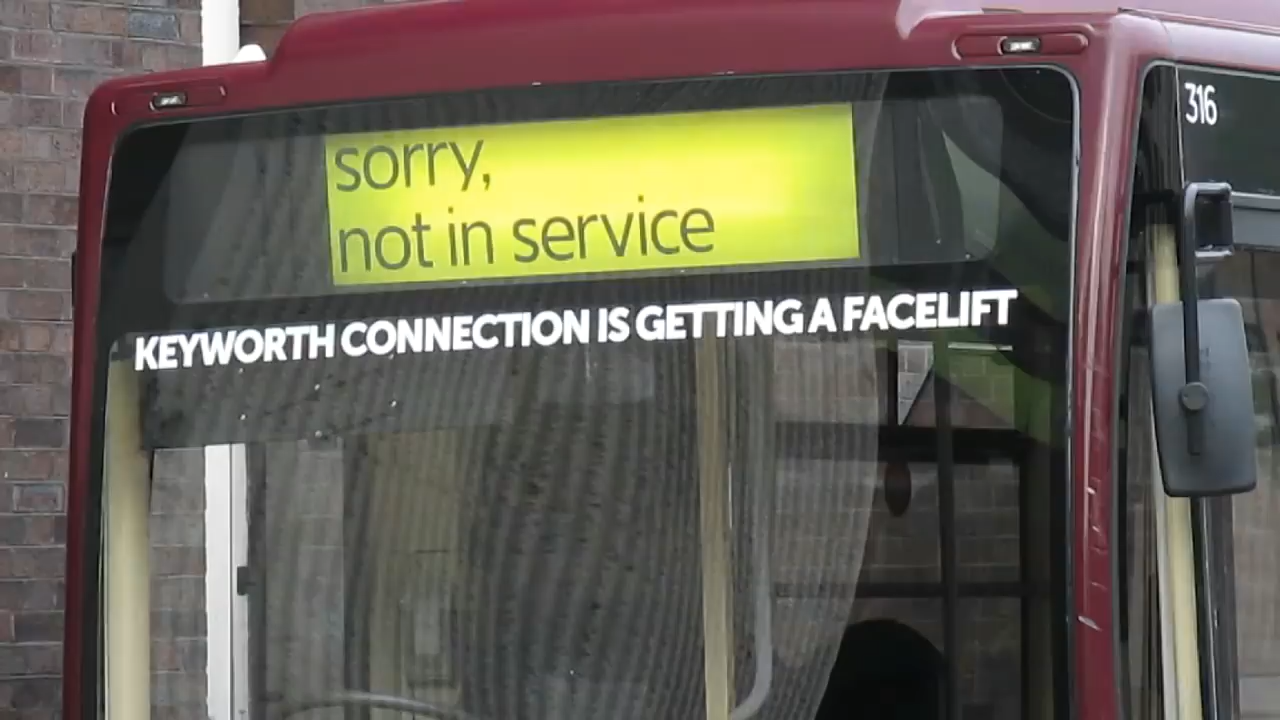 sorry,
not in service
KEYWORTH CONNECTION IS GETTING A FACELIFT
316